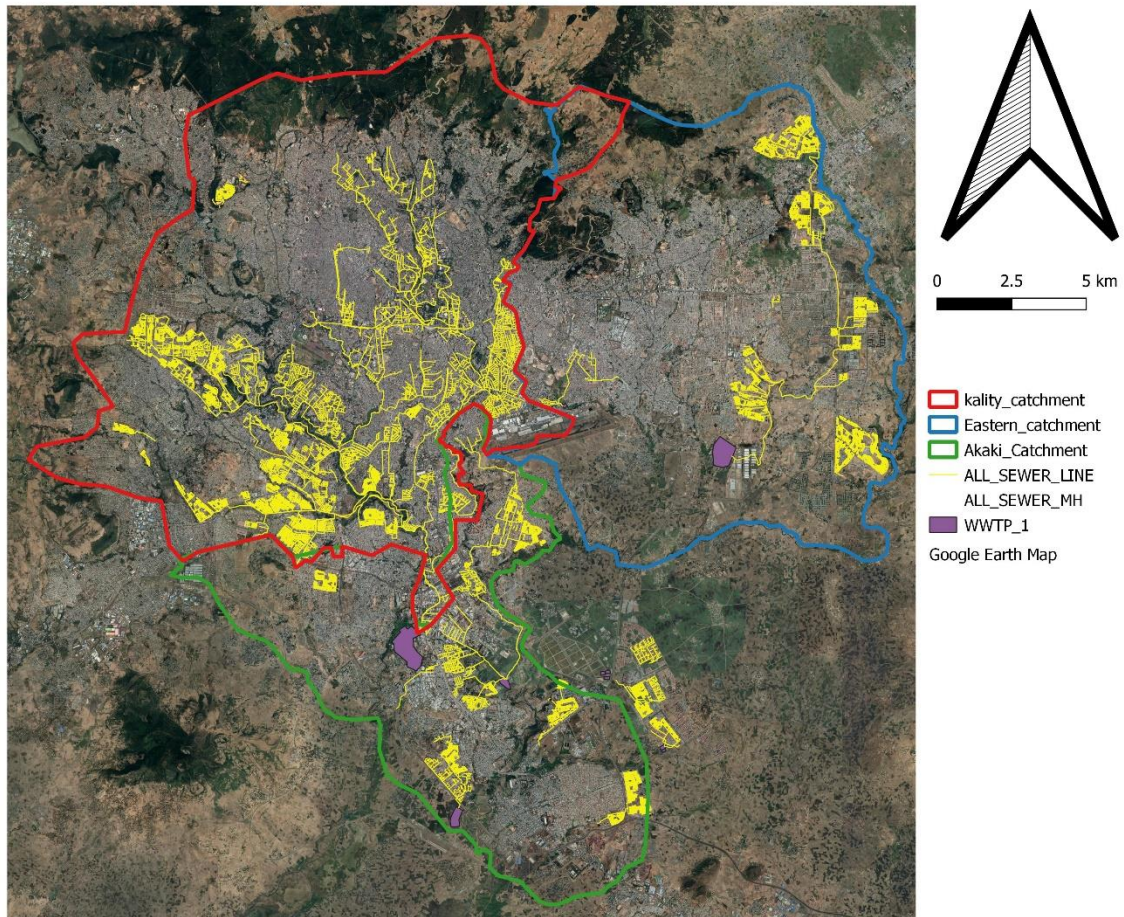 0 2.5 5 km
kality_catchment
Eastern_catchment
Akaki_Catchment
ALL_SEWER_LINE
ALL_SEWER_MH
WWTP_1
Google Earth Map